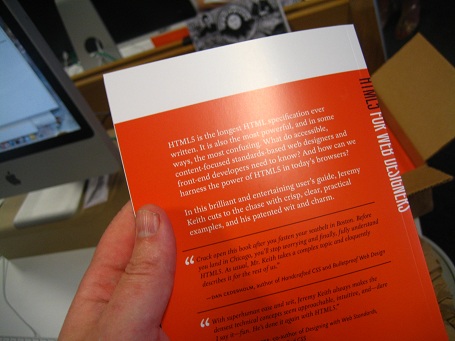 HTML5 is the longest HTML specification ever
written. It is also the most powerful, and in some
ways, the most confusing. What do accessible,
content-focused standards-based web designers and
front-end developers need to know? And how can we
harness the power of HTML5 in today's browsers?
In this brilliant and entertaining user's guide, Jeremy
Keith cuts to the chase with crisp, clear, practical
examples, and his patented wit and charm.
"Crack open this book after you fasten your seatbelt in Boston. Before
you land in Chicago, you'll stop worrying and finally, fully understand
HTML5. As usual, Mr. Keith takes a complex topic and eloquently
describes it for the rest of us."
—DAN CEDERHOLM, author of Handcrafted CSS and Bulletproof Web Design
"With superhuman ease and wit, Jeremy Keith always makes the
densest technical concepts seem approachable, intuitive, and—dare
I say it—fun. He's done it again with HTML5."
author of Designing with Web Standards,
HTML5 FOR WEB DESIGNERS